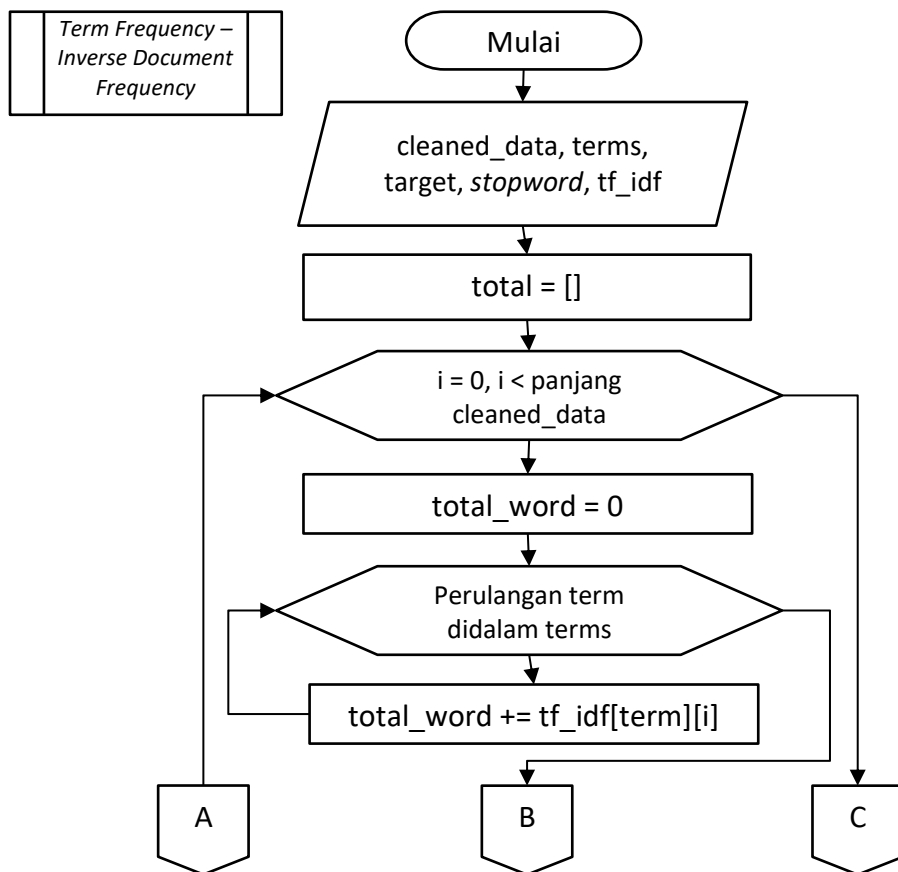 Term Frequency –
Inverse Document
Frequency
Mulai
cleaned_data, terms,
target, stopword, tf_idf
total = []
i = 0, i < panjang
cleaned_data
total_word = 0
Perulangan term
didalam terms
total_word += tf_idf[term][i]
A
B
C